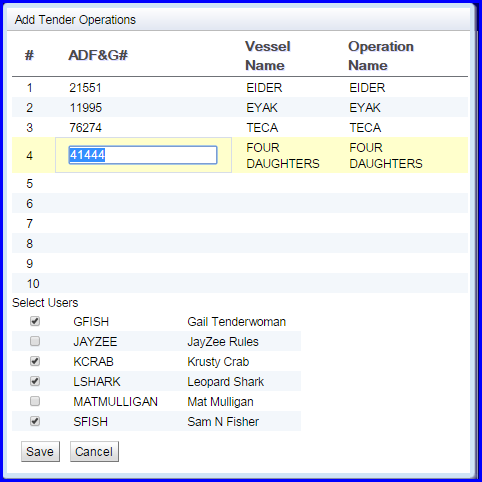 Add Tender Operations
# ADF&G# Vessel Name Operation Name
1 21551 EIDER EIDER
2 11995 EYAK EYAK
3 76274 TECA TECA
4 41444 FOUR DAUGHTERS FOUR DAUGHTERS
5
6
7
8
9
10
Select Users
GFISH Gail Tenderwoman
JAYZEE JayZee Rules
KCRAB Krusty Crab
LSHARK Leopard Shark
MATMULLIGAN Mat Mulligan
SFISH Sam N Fisher
Save Cancel